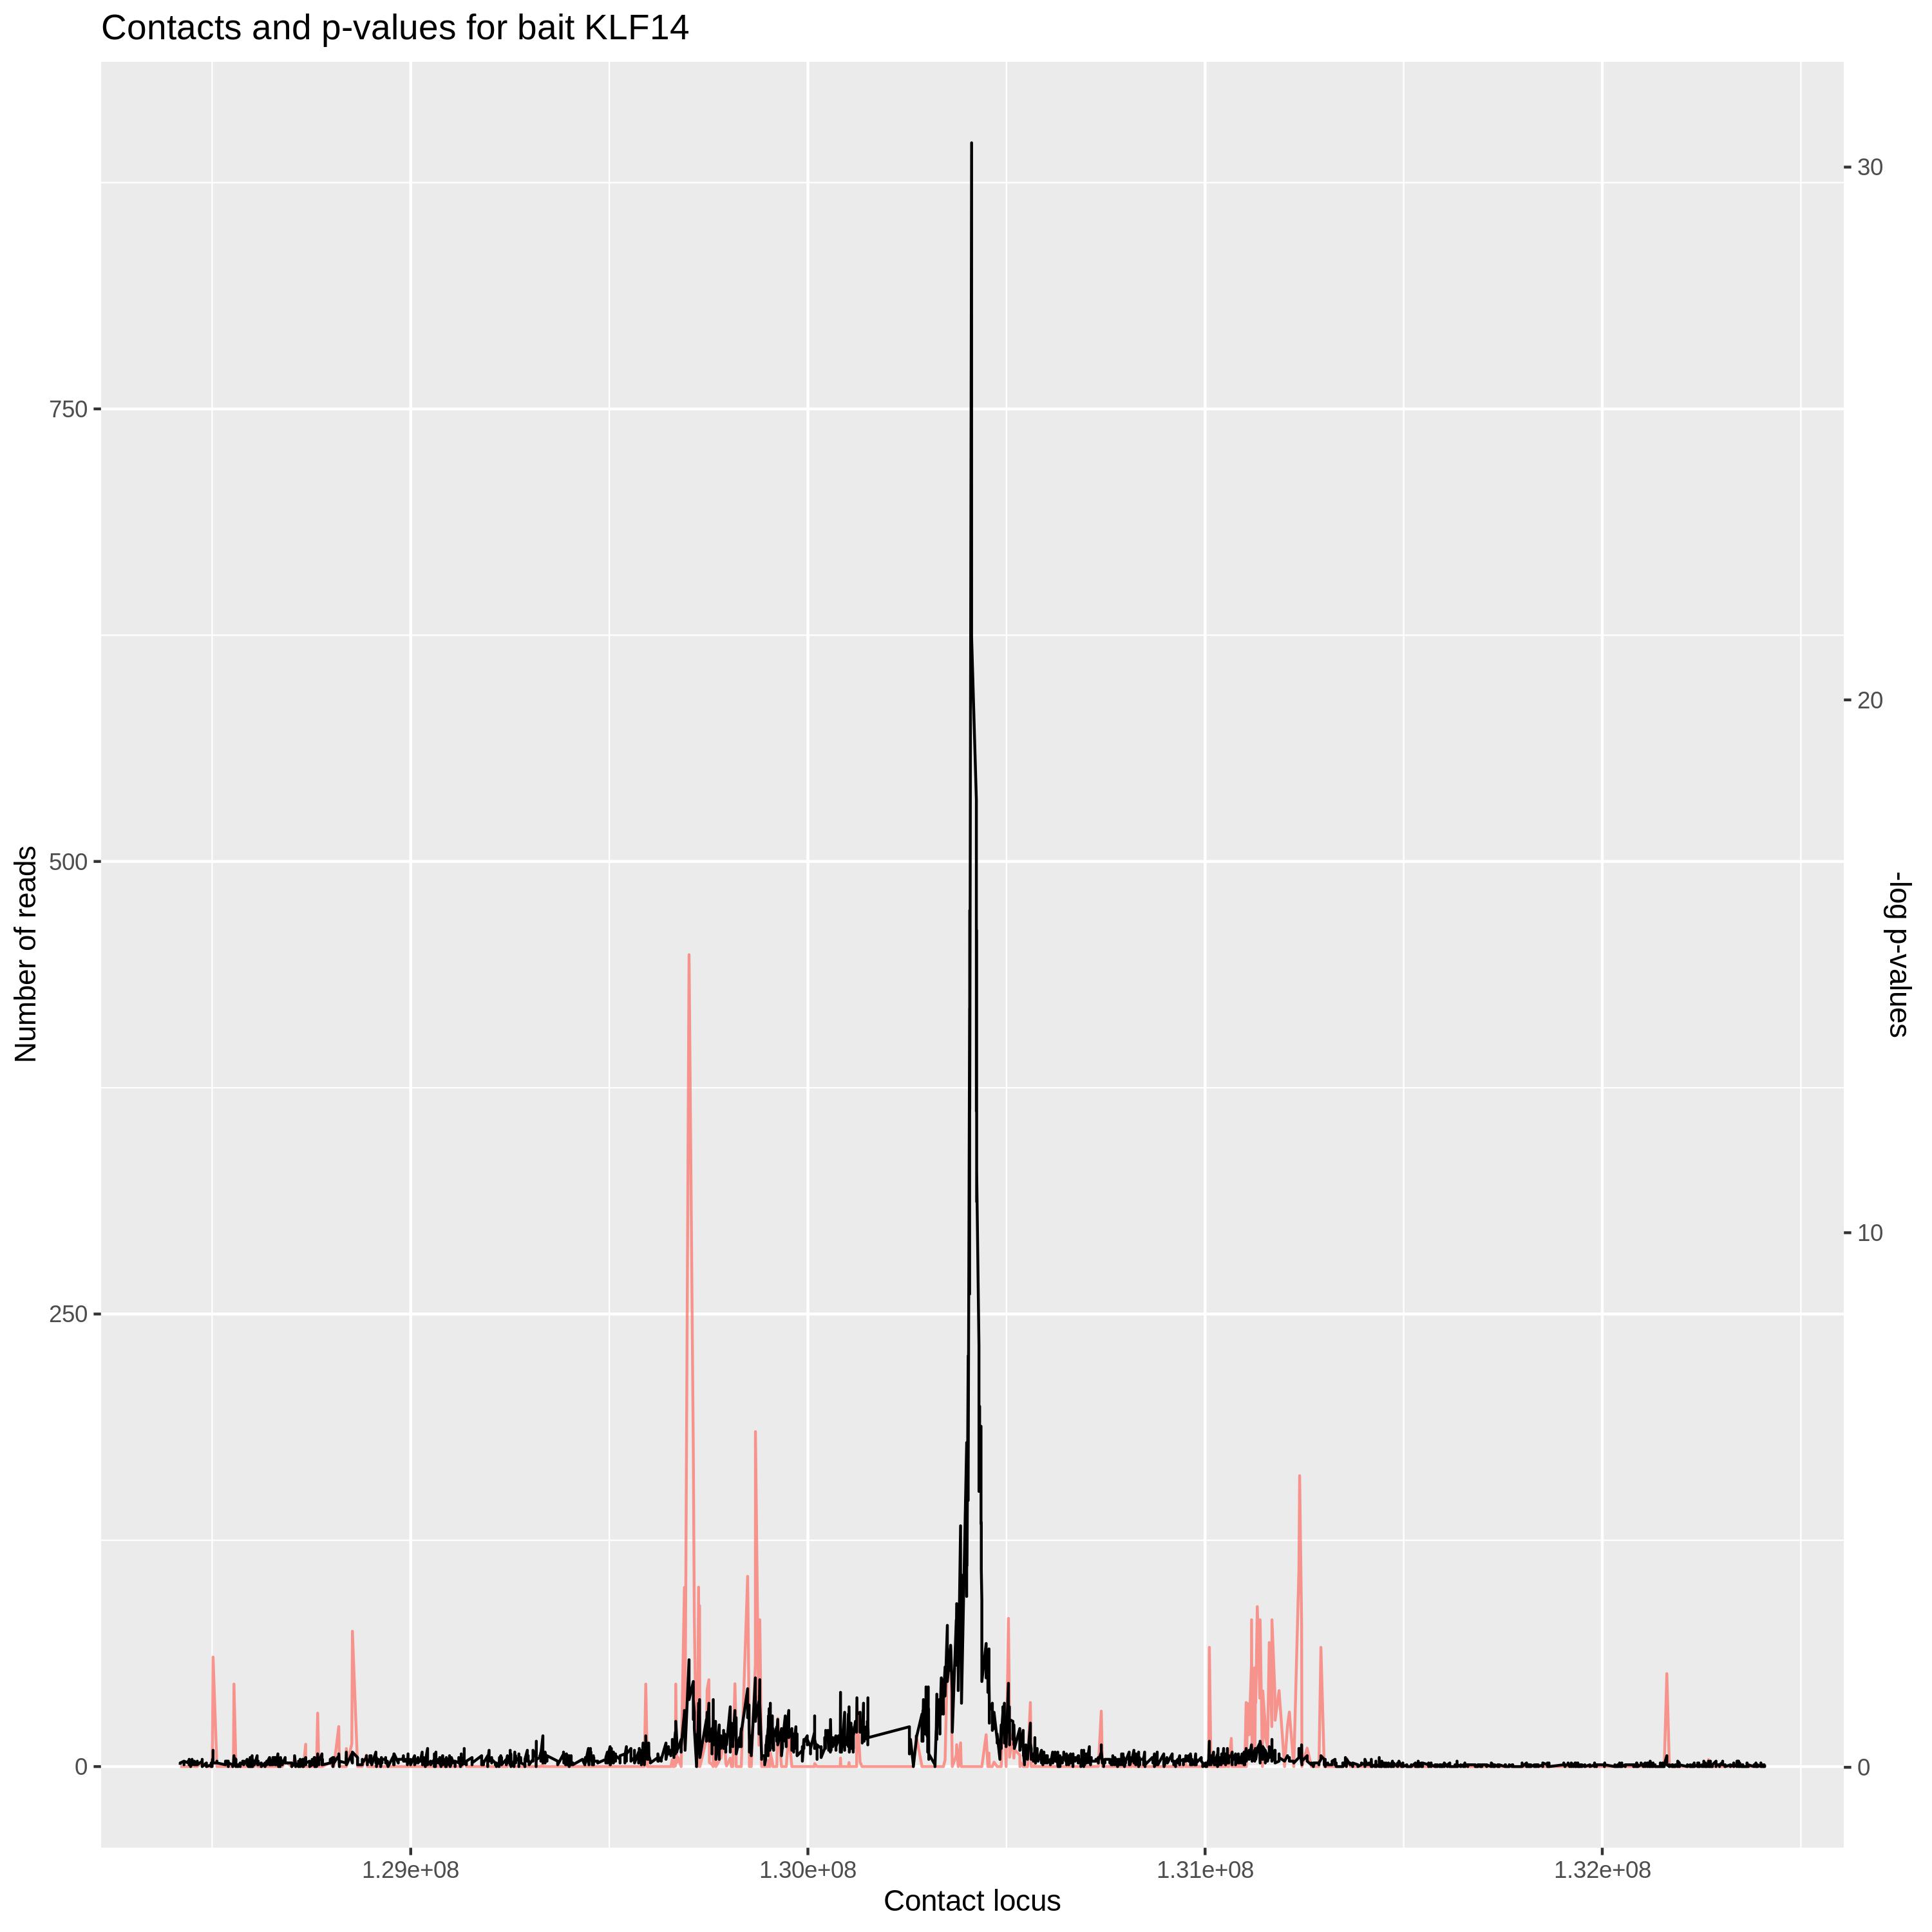 Contacts and p-values for bait KLF14
Number of reads
750
500
250
0
30
20
10
0
-log p-values
1.29e+08 1.30e+08 1.31e+08 1.32e+08
Contact locus